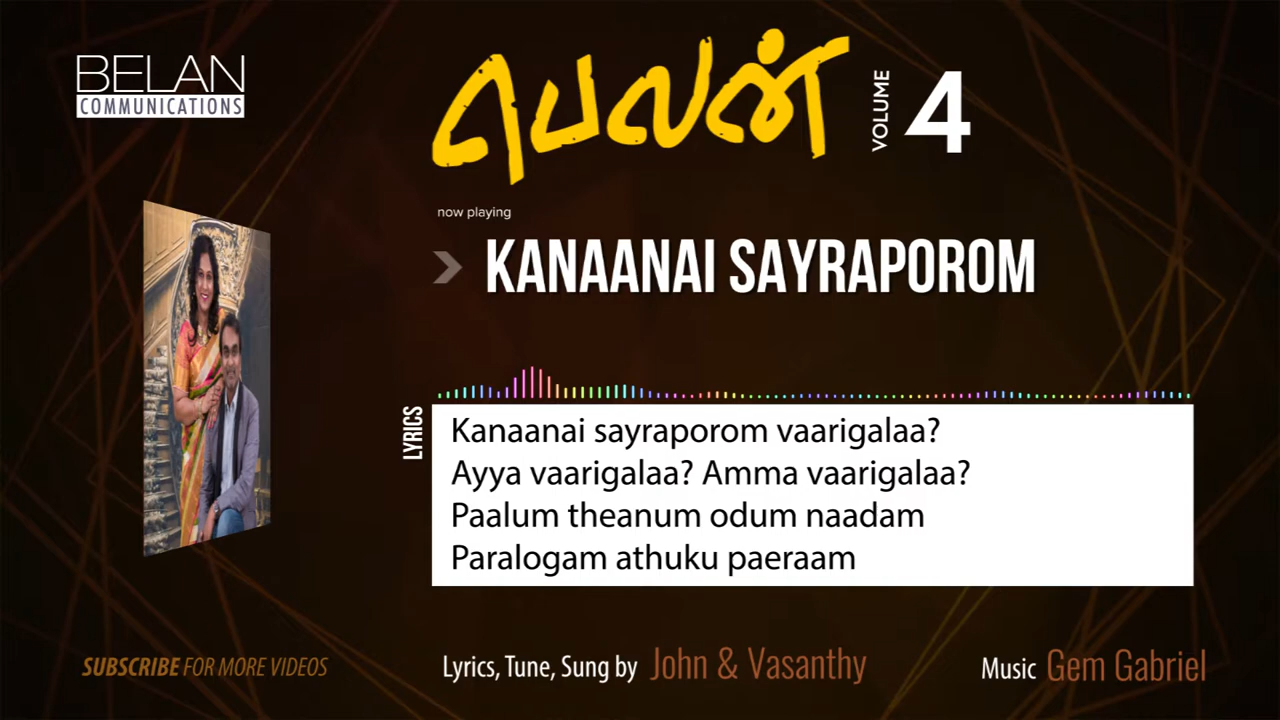 BELAN
COMMUNICATIONS
பெலன்
VOLUME 4
now playing
KANAANAI SAYRAPOROM
LYRICS
Kanaanai sayraporom vaarigalaa?
Ayya vaarigalaa? Amma vaarigalaa?
Paalum theanum odum naadam
Paralogam athuku paeraam
SUBSCRIBE FOR MORE VIDEOS
Lyrics, Tune, Sung by John & Vasanthy
Music Gem Gabriel